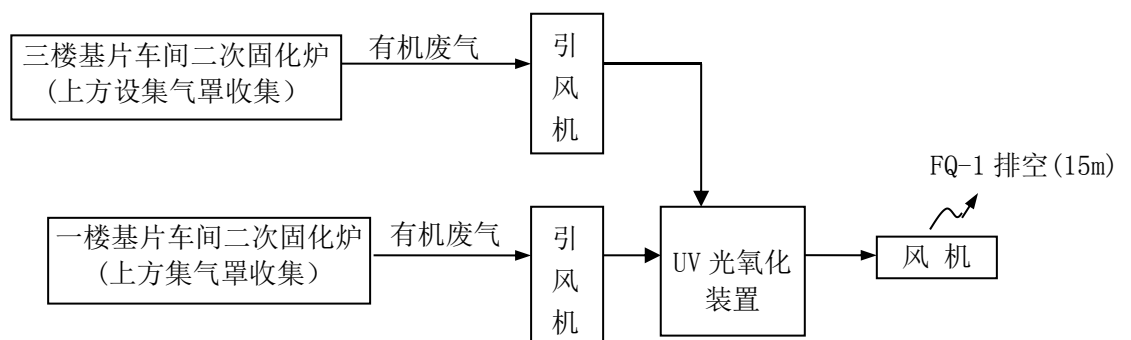 三楼基片车间二次固化炉
(上方设集气罩收集）
有机废气
引
风
机
FQ-1 排空(15m)
一楼基片车间二次固化炉
(上方集气罩收集）
有机废气
引
风
机
UV 光氧化
装置
风 机